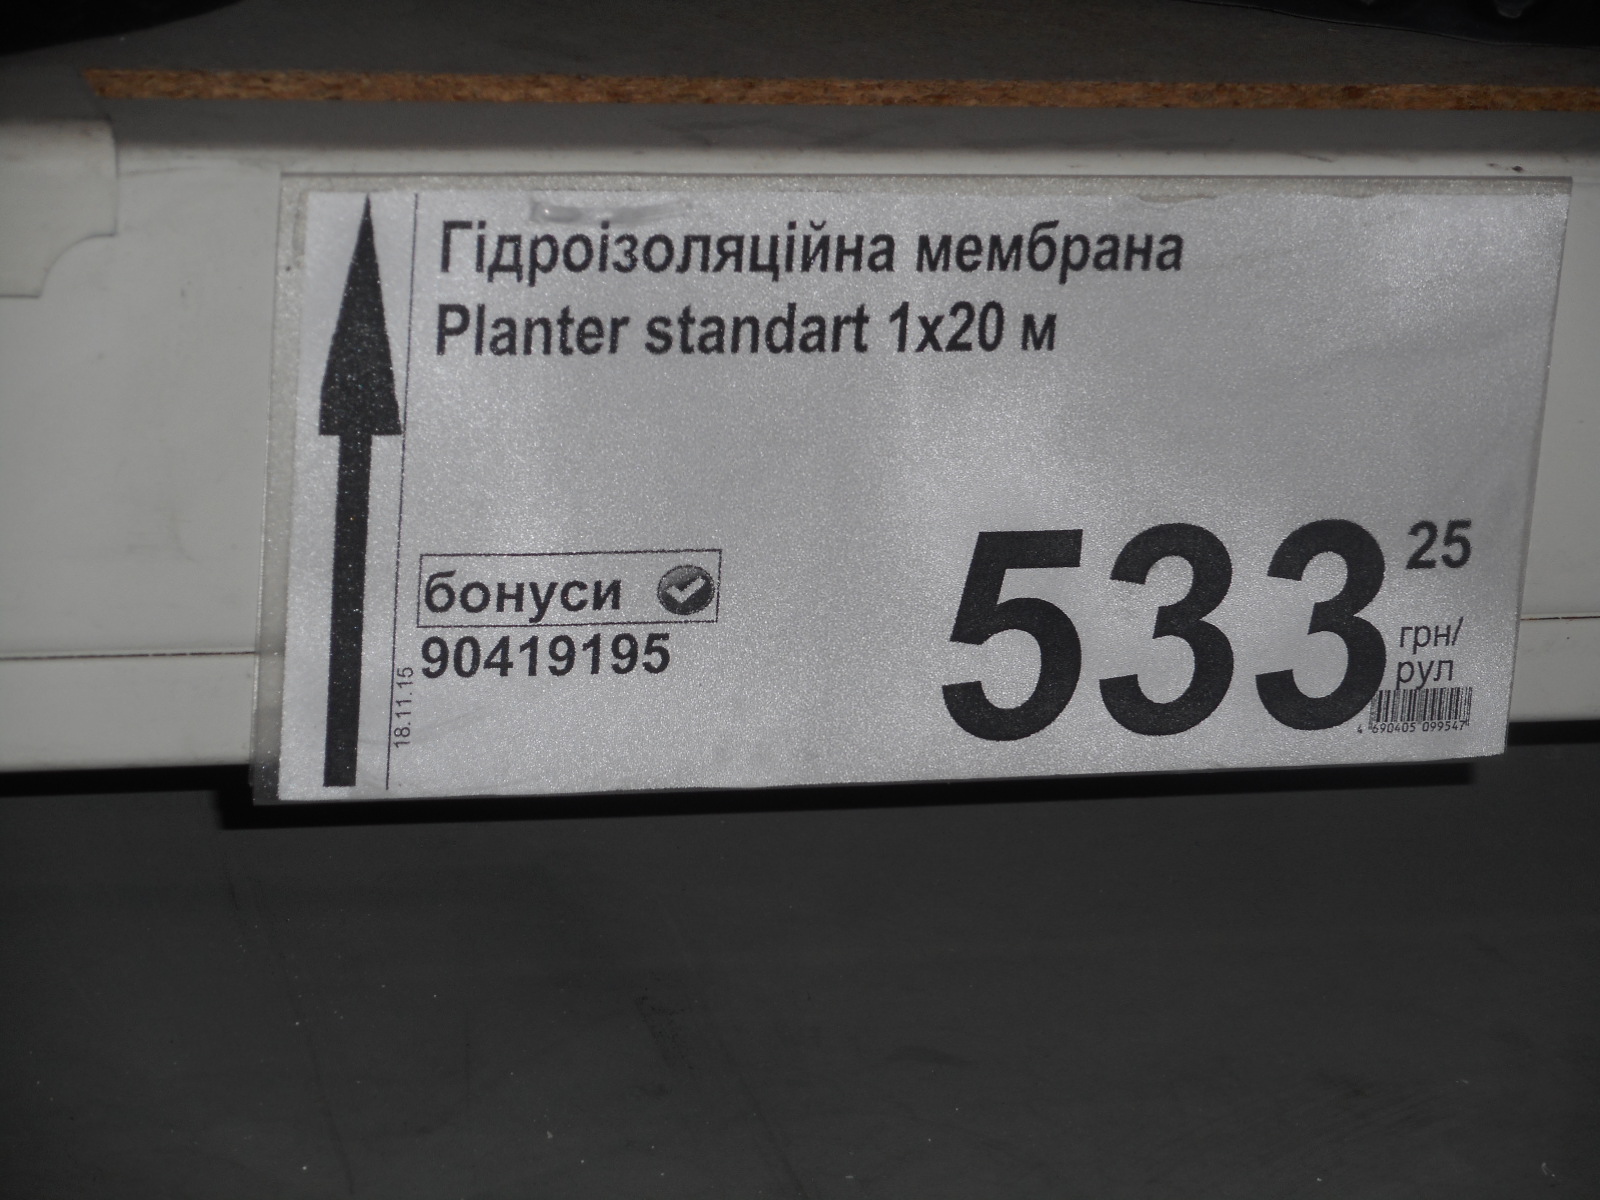 Гідроізоляційна мембрана
Planter standart 1x20 м
бонуси
90419195
18.11.15
533 25
грн/
рул
4 690405 099547